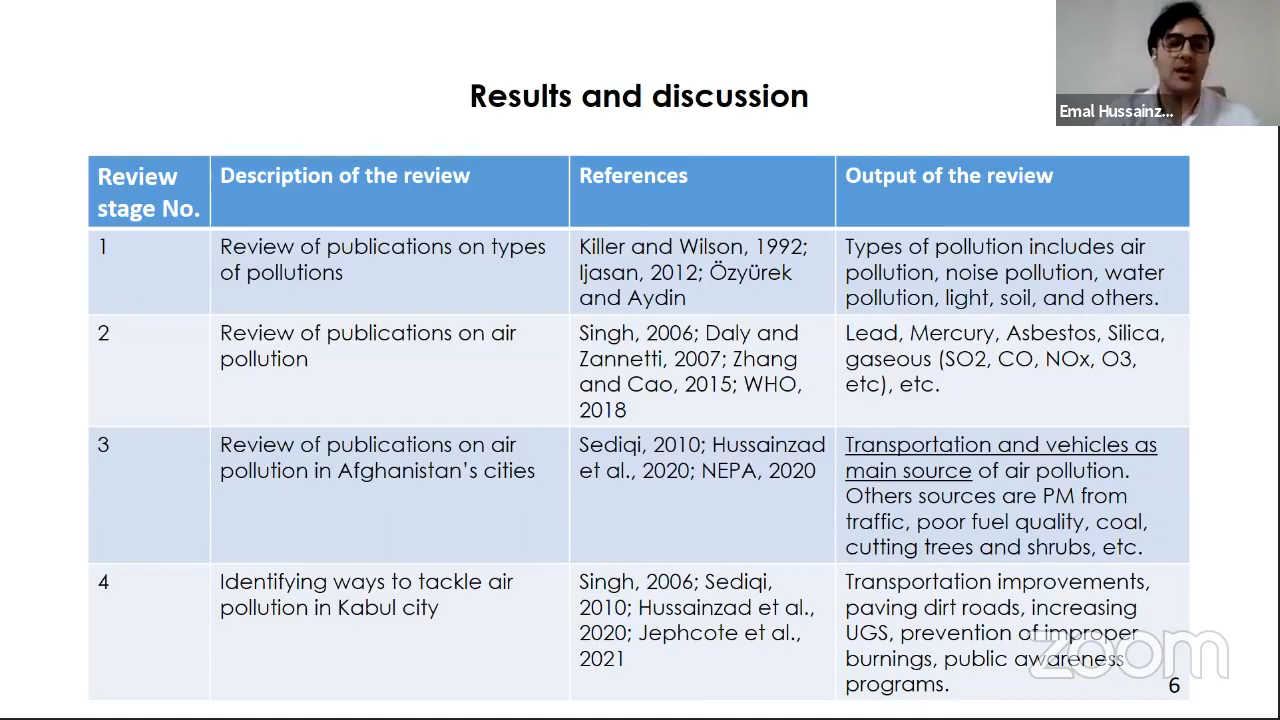 Results and discussion
Emal Hussainz...
Review
stage No.
Description of the review
References
Output of the review
1
Review of publications on types
of pollutions
Killer and Wilson, 1992;
Ijasan, 2012; Özyürek
and Aydin
Types of pollution includes air
pollution, noise pollution, water
pollution, light, soil, and others.
2
Review of publications on air
pollution
Singh, 2006; Daly and
Zannetti, 2007; Zhang
and Cao, 2015; WHO,
2018
Lead, Mercury, Asbestos, Silica,
gaseous (SO2, CO, NOx, O3,
etc), etc.
3
Review of publications on air
pollution in Afghanistan's cities
Sediqi, 2010; Hussainzad
et al., 2020; NEPA, 2020
Transportation and vehicles as
main source of air pollution.
Others sources are PM from
traffic, poor fuel quality, coal,
cutting trees and shrubs, etc.
4
Identifying ways to tackle air
pollution in Kabul city
Singh, 2006; Sediqi,
2010; Hussainzad et al.,
2020; Jephcote et al.,
2021
Transportation improvements,
paving dirt roads, increasing
UGS, prevention of improper
burnings, public awareness
programs.
zoom
6